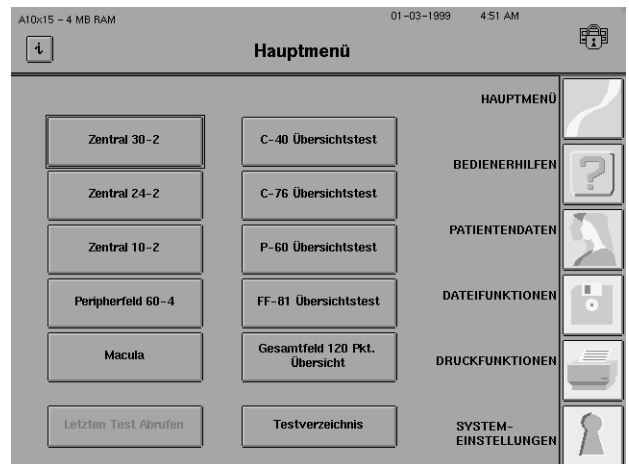 A10x15 - 4 MB RAM
01-03-1999 4:51 AM
i
Hauptmenü
HAUPTMENÜ
Zentral 30-2
C-40 Übersichtstest
BEDIENERHILFEN
?
Zentral 24-2
C-76 Übersichtstest
PATIENTENDATEN
Zentral 10-2
P-60 Übersichtstest
DATEIFUNKTIONEN
Peripherfeld 60-4
FF-81 Übersichtstest
Macula
Gesamtfeld 120 Pkt.
Übersicht
DRUCKFUNKTIONEN
Letzten Test Abrufen
Testverzeichnis
SYSTEM-
EINSTELLUNGEN